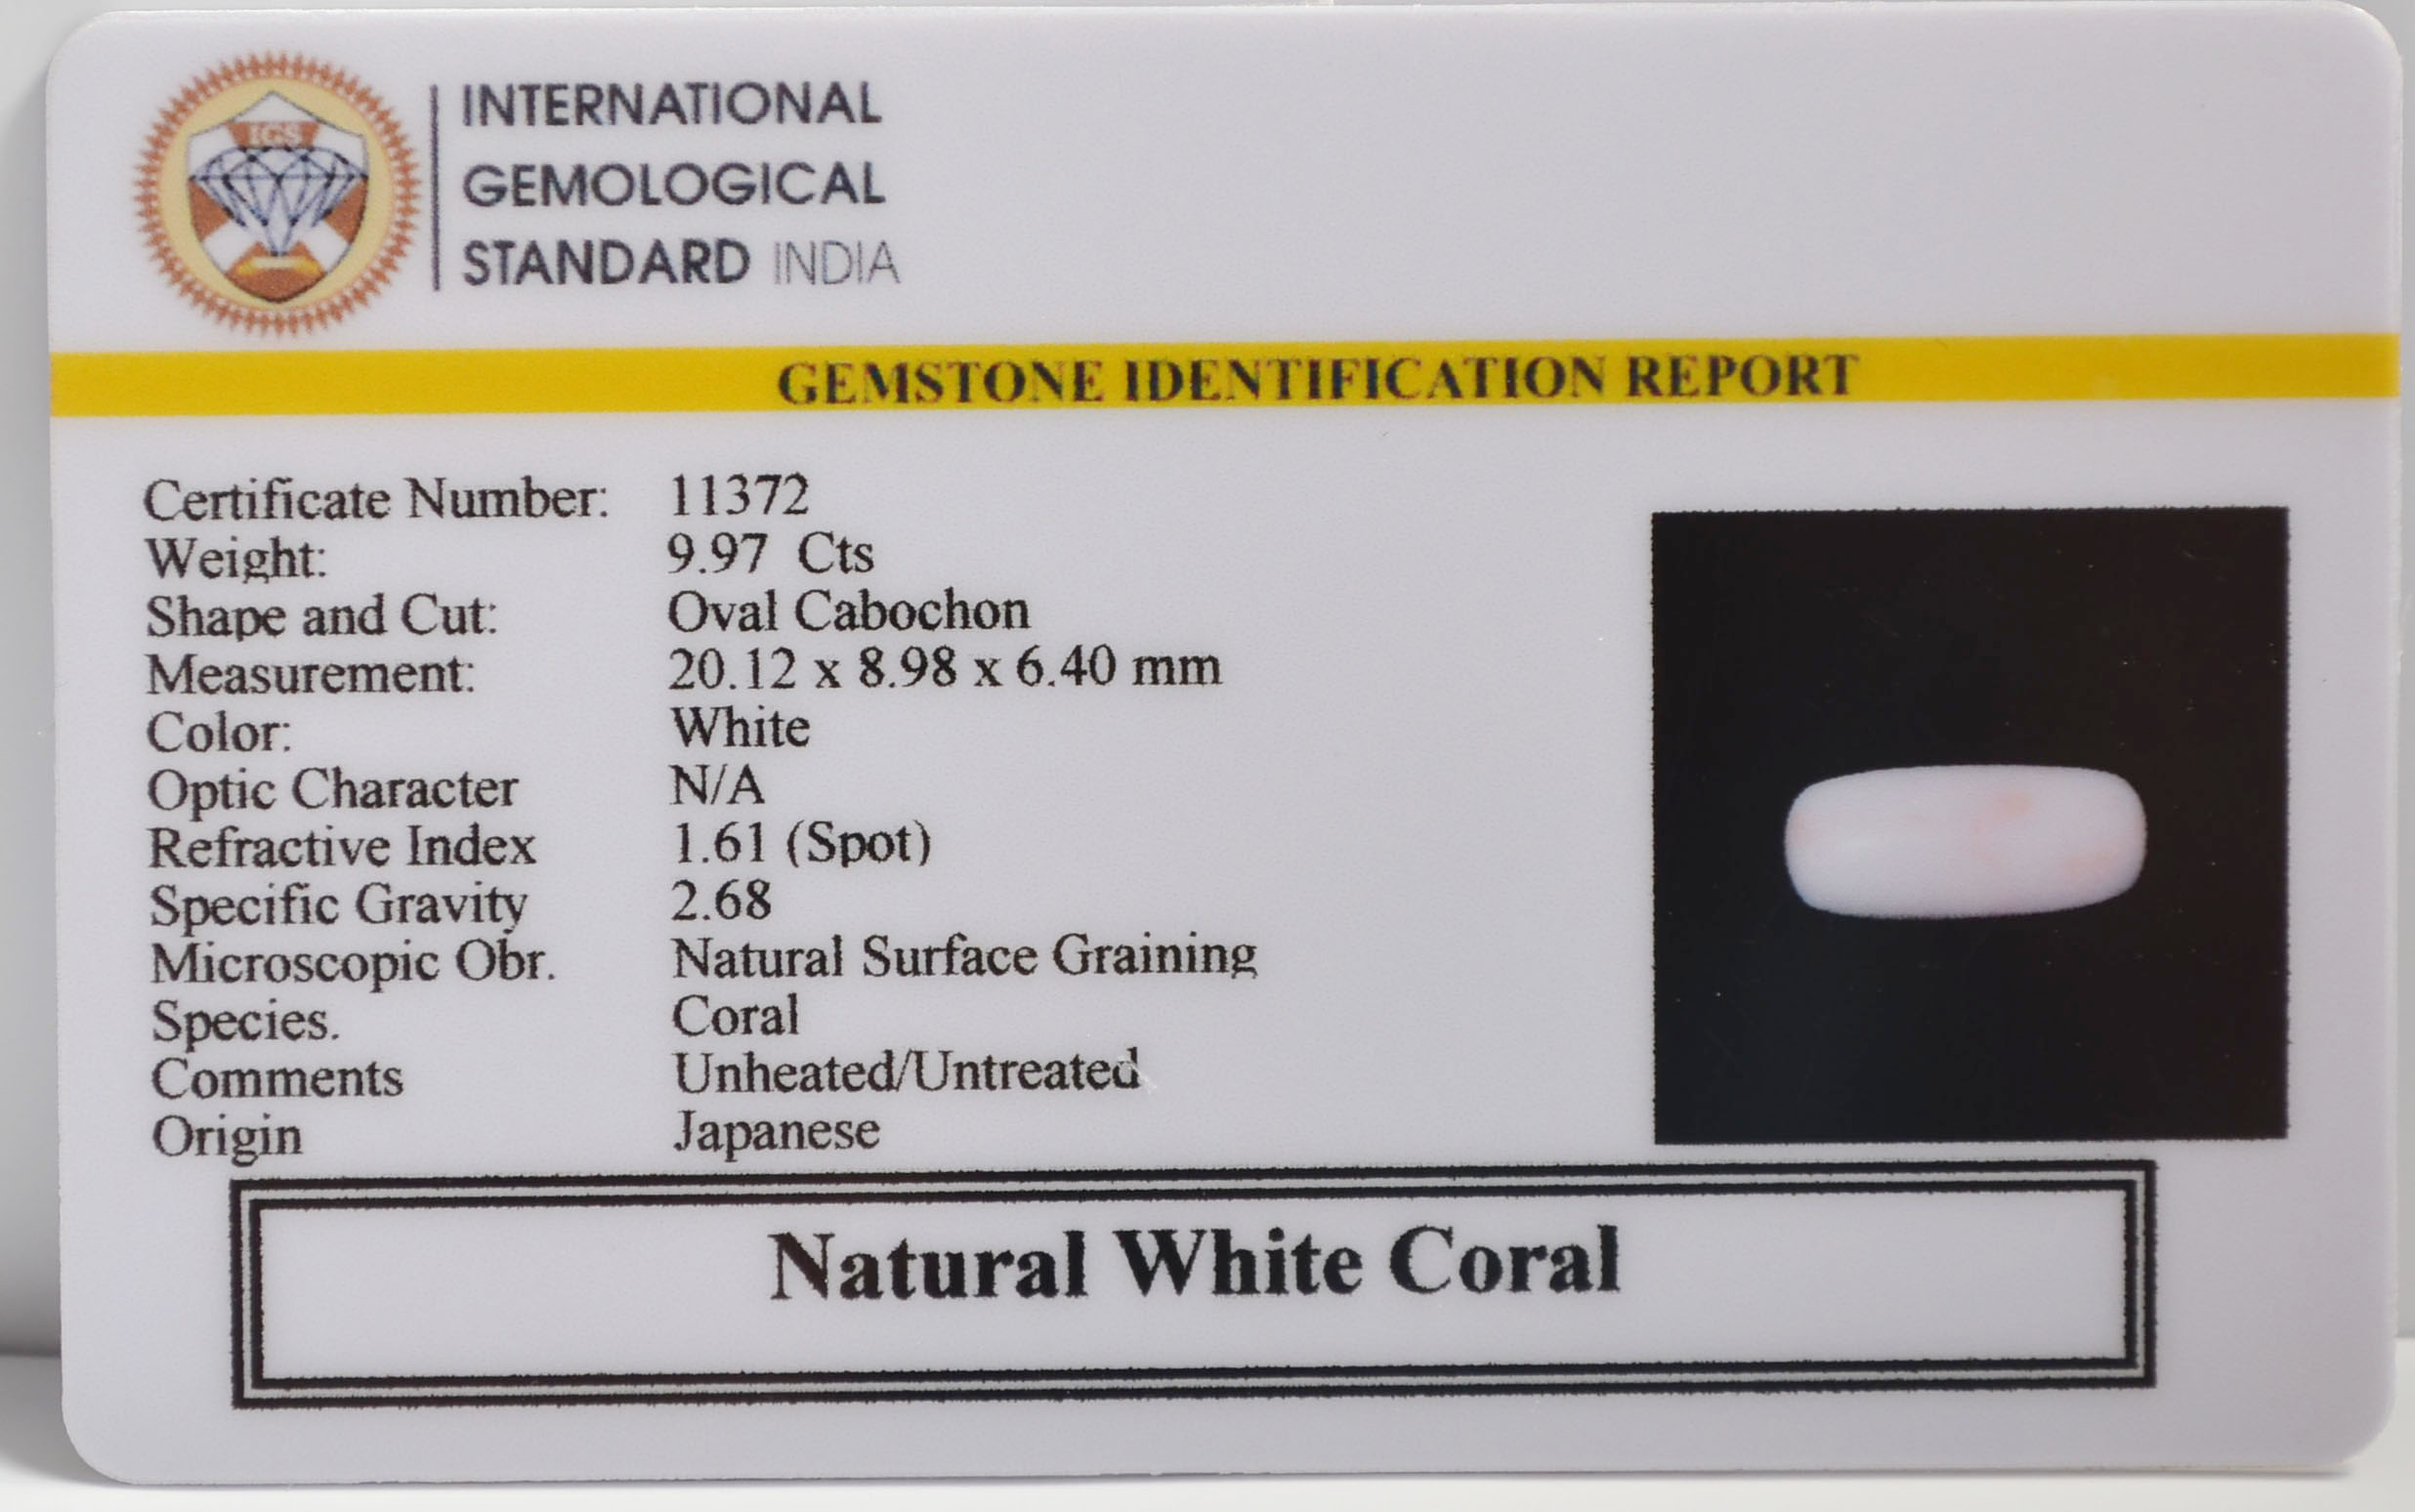 IGS
INTERNATIONAL
GEMOLOGICAL
STANDARD INDIA
GEMSTONE IDENTIFICATION REPORT
Certificate Number: 11372
Weight: 9.97 Cts
Shape and Cut: Oval Cabochon
Measurement: 20.12 x 8.98 x 6.40 mm
Color: White
Optic Character N/A
Refractive Index 1.61 (Spot)
Specific Gravity 2.68
Microscopic Obr. Natural Surface Graining
Species. Coral
Comments Unheated/Untreated
Origin Japanese
Natural White Coral